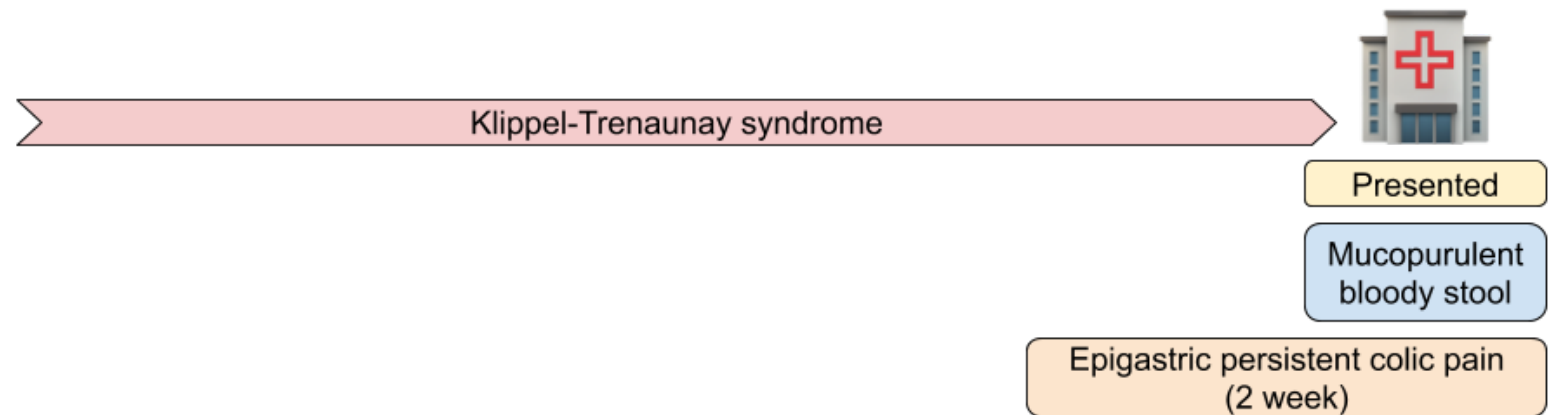 Klippel-Trenaunay syndrome
Presented
Mucopurulent
bloody stool
Epigastric persistent colic pain
(2 week)